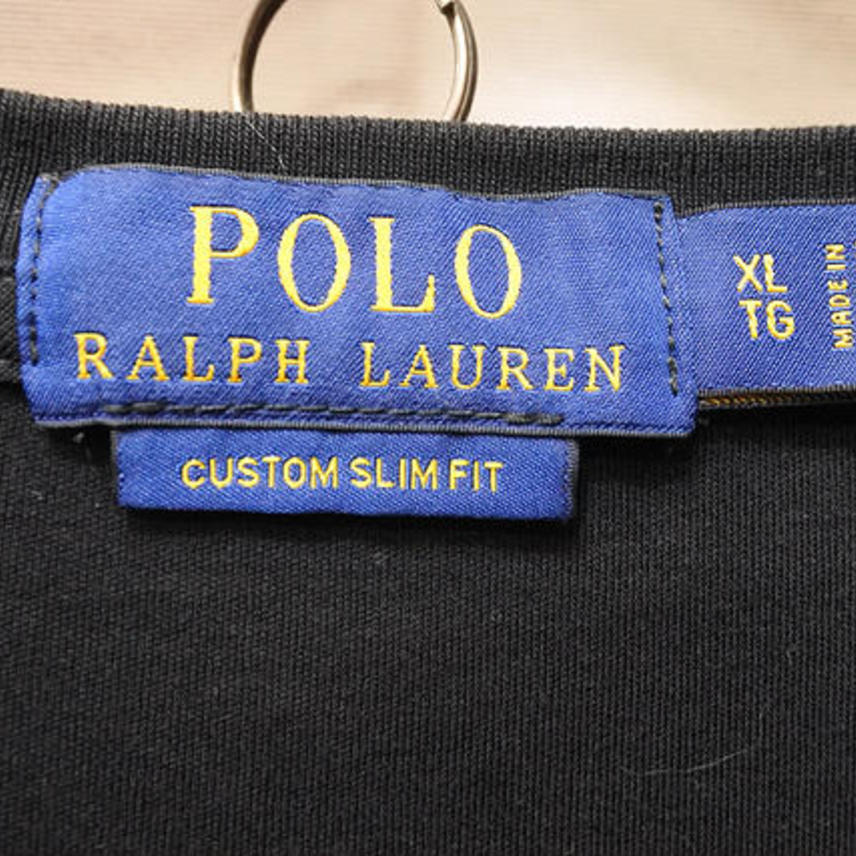 POLO
RALPH LAUREN
CUSTOM SLIM FIT
XL
TG
MADE IN